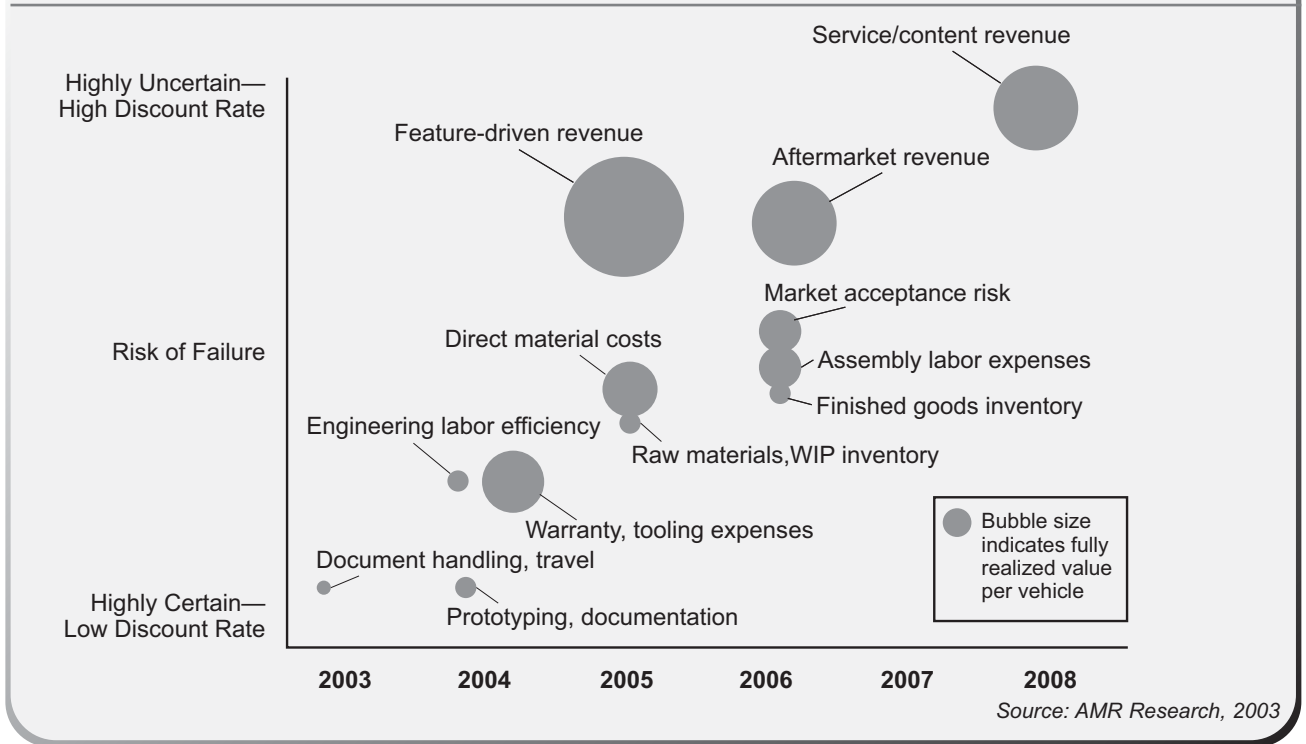 Service/content revenue
Highly Uncertain—
High Discount Rate
Feature-driven revenue
Aftermarket revenue
Market acceptance risk
Direct material costs
Risk of Failure
Assembly labor expenses
Finished goods inventory
Engineering labor efficiency
Raw materials,WIP inventory
Warranty, tooling expenses
Bubble size
indicates fully
realized value
per vehicle
Document handling, travel
Highly Certain—
Low Discount Rate
Prototyping, documentation
2003 2004 2005 2006 2007 2008
Source: AMR Research, 2003